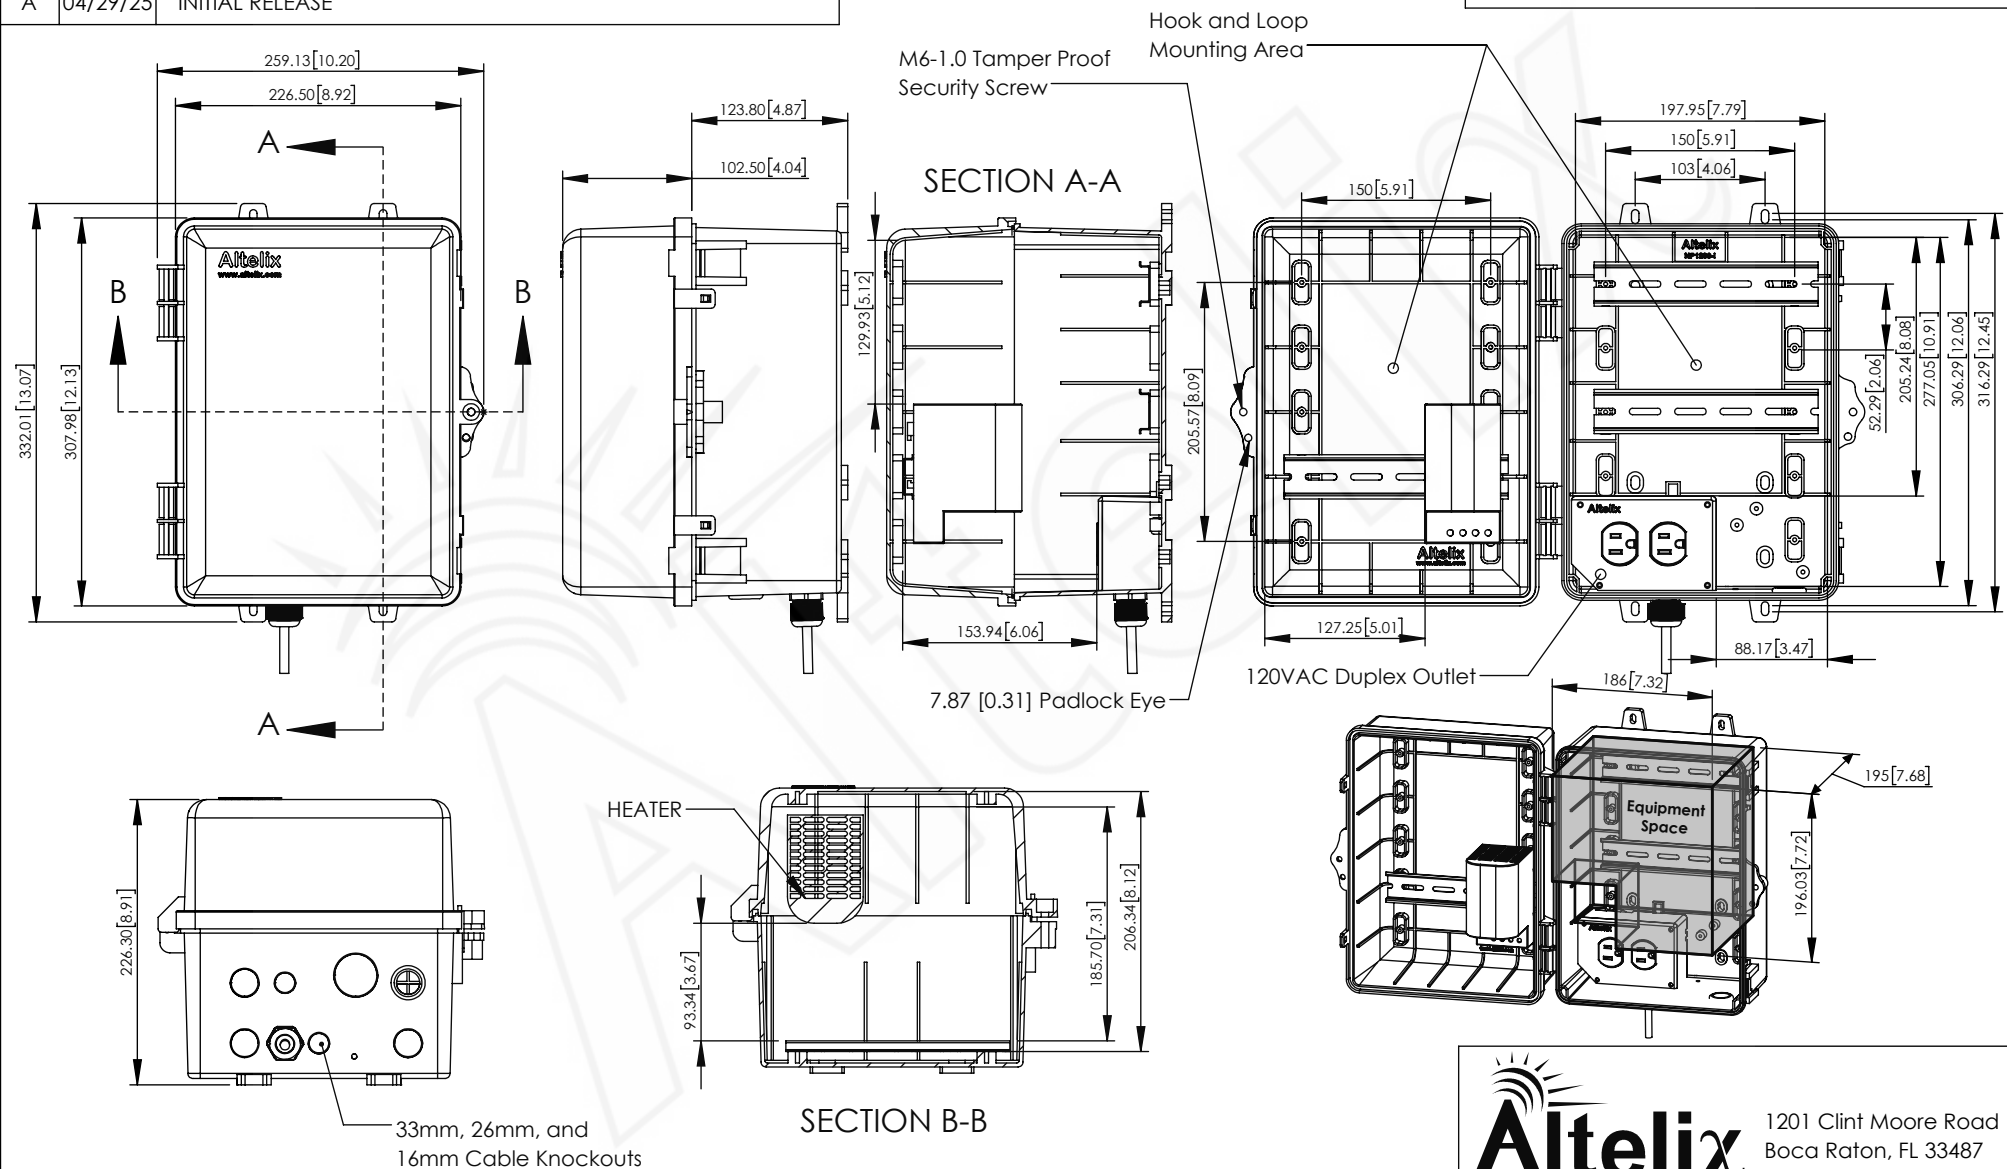 A 04/29/25 INITIAL RELEASE
Hook and Loop
Mounting Area
M6-1.0 Tamper Proof
Security Screw
259.13[10.20]
226.50[8.92]
A
B
B
A
332.01[13.07]
307.98[12.13]
Altelix
www.altelix.com
123.80[4.87]
102.50[4.04]
SECTION A-A
129.93[5.12]
153.94[6.06]
150[5.91]
205.57[8.09]
127.25[5.01]
Altelix
www.altelix.com
7.87 [0.31] Padlock Eye
197.95[7.79]
150[5.91]
103[4.06]
Altelix
52.29[2.06]
205.24[8.08]
277.05[10.91]
306.29[12.06]
316.29[12.45]
Altelix
88.17[3.47]
120VAC Duplex Outlet
186[7.32]
195[7.68]
196.03[7.72]
Equipment
Space
Altelix
226.30[8.91]
33mm, 26mm, and
16mm Cable Knockouts
HEATER
93.34[3.67]
185.70[7.31]
206.34[8.12]
SECTION B-B
Altelix
1201 Clint Moore Road
Boca Raton, FL 33487
Altelix